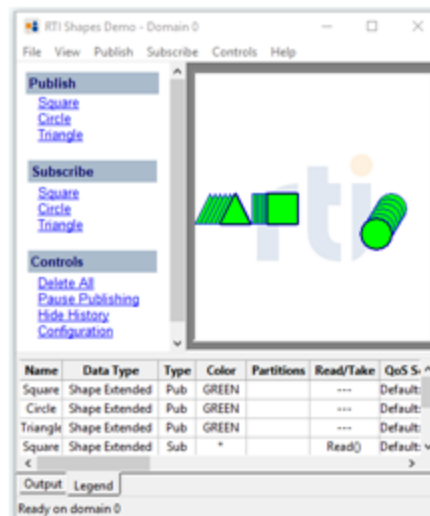 RTI Shapes Demo - Domain 0
File View Publish Subscribe Controls Help
Publish
Square
Circle
Triangle
Subscribe
Square
Circle
Triangle
Controls
Delete All
Pause Publishing
Hide History
Configuration
rti
Name Data Type Type Color Partitions Read/Take QoS S
Square Shape Extended Pub GREEN --- Default:
Circle Shape Extended Pub GREEN --- Default:
Triangle Shape Extended Pub GREEN --- Default:
Square Shape Extended Sub * Read() Default:
Output Legend
Ready on domain 0